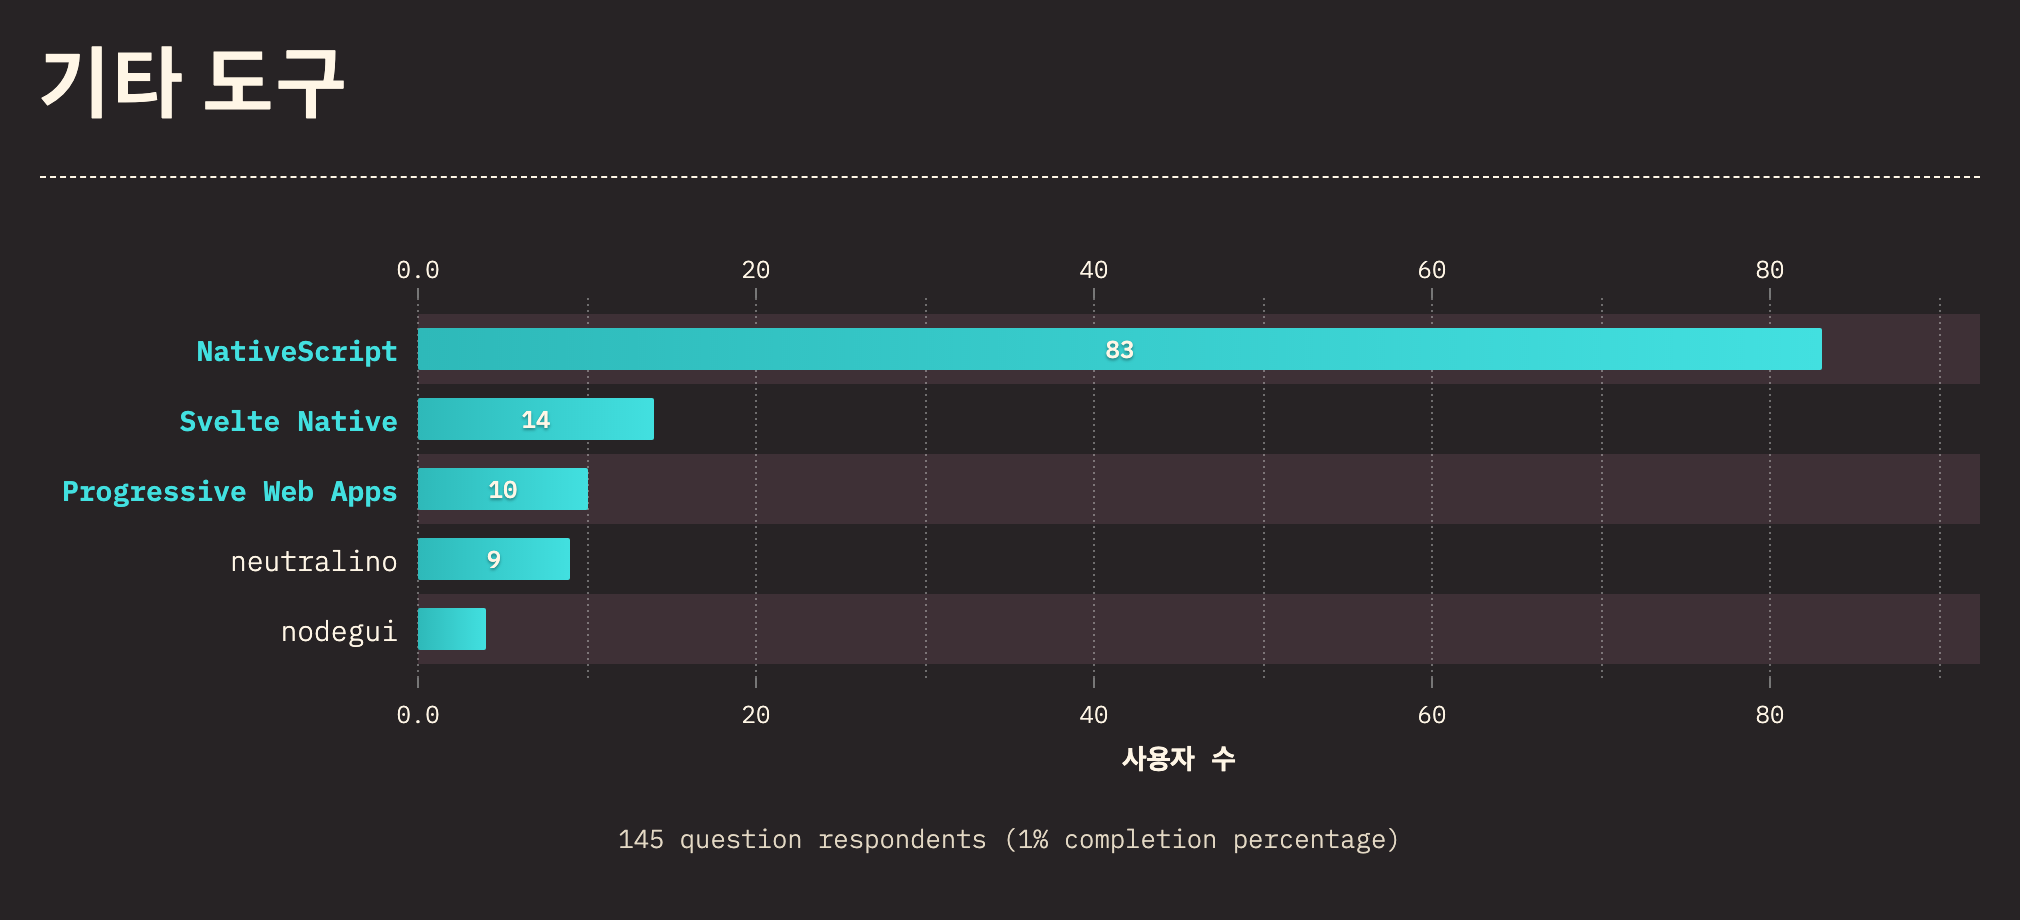 기타 도구
0.0 20 40 60 80
NativeScript 83
Svelte Native 14
Progressive Web Apps 10
neutralino 9
nodegui
0.0 20 40 60 80
사용자 수
145 question respondents (1% completion percentage)